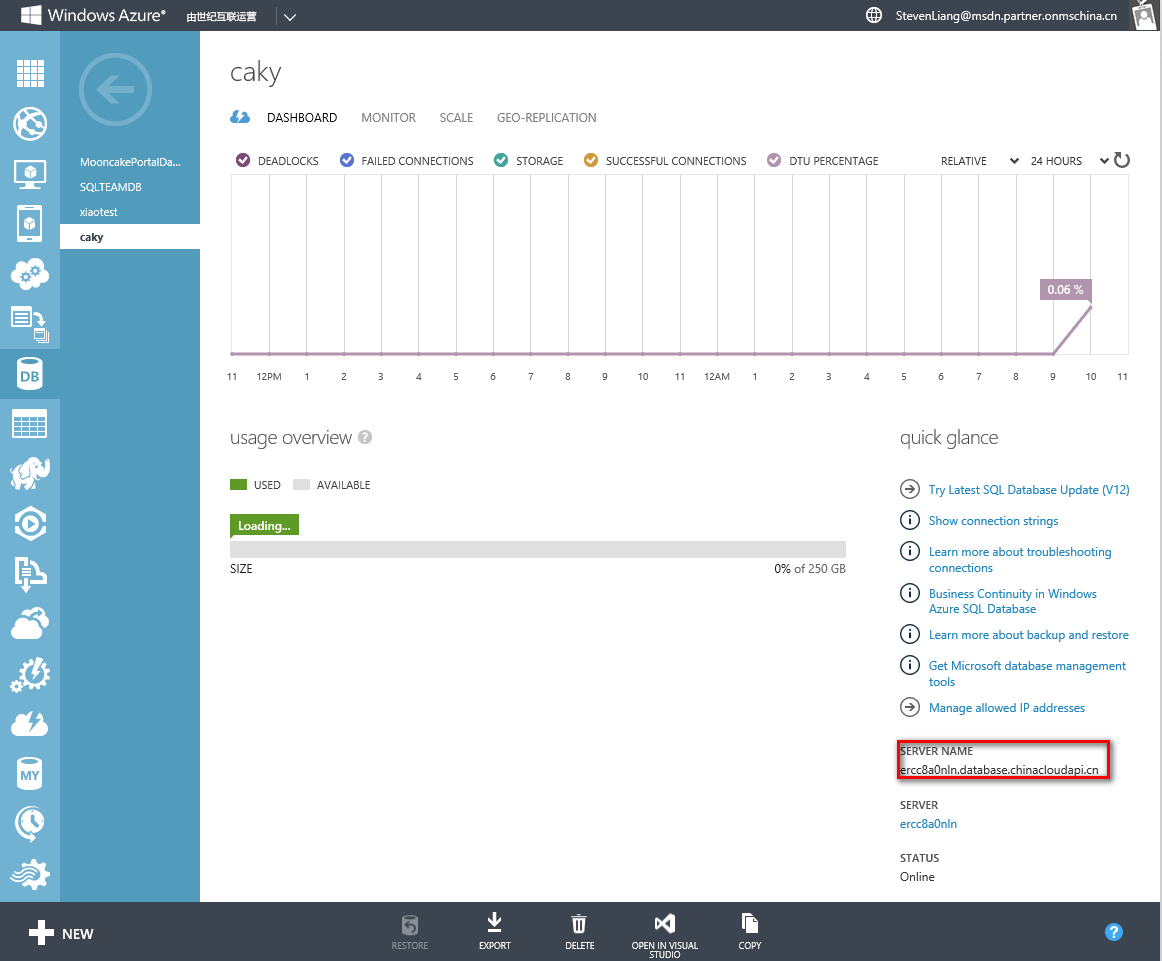 Windows Azure® 由世纪互联运营 StevenLiang@msdn.partner.onmschina.cn
MooncakePortalDa...
SQLTEAMDB
xiaotest
caky
DB
MY
caky
DASHBOARD MONITOR SCALE GEO-REPLICATION
DEADLOCKS FAILED CONNECTIONS STORAGE SUCCESSFUL CONNECTIONS DTU PERCENTAGE RELATIVE 24 HOURS
0.06 %
11 12PM 1 2 3 4 5 6 7 8 9 10 11 12AM 1 2 3 4 5 6 7 8 9 10 11
usage overview ?
USED AVAILABLE
Loading...
SIZE 0% of 250 GB
quick glance
Try Latest SQL Database Update (V12)
Show connection strings
Learn more about troubleshooting
connections
Business Continuity in Windows
Azure SQL Database
Learn more about backup and restore
Get Microsoft database management
tools
Manage allowed IP addresses
SERVER NAME
ercc8a0nln.database.chinacloudapi.cn
SERVER
ercc8a0nln
STATUS
Online
NEW RESTORE EXPORT DELETE OPEN IN VISUAL COPY ?
STUDIO